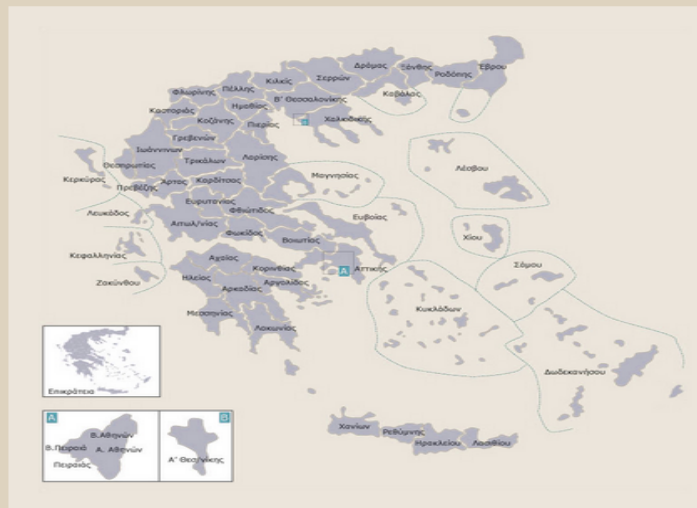 Έβρου
Δράμας
Ξάνθης
Ροδόπης
Σερρών
Κιλκίς
Καβάλας
Πέλλης
Φλωρίνης
Β' Θεσσαλονίκης
Ημαθίας
Καστοριάς
Κοζάνης
Πιερίας
Χαλκιδικής
Γρεβενών
Ιωάννινων
Λαρίσης
Τρικάλων
Θεσπρωτίας
Λέσβου
Μαγνησίας
Κερκύρας
Άρτας
Καρδίτσας
Πρεβέζης
Ευρυτανίας
Λευκάδος
Φθιώτιδος
Ευβοίας
Αιτωλ/νίας
Φωκίδος
Βοιωτίας
Χίου
Κεφαλληνίας
Αχαΐας
Α
Αττικής
Σάμου
Κορινθίας
Ηλείας
Ζακύνθου
Αργολίδος
Αρκαδίας
Μεσσηνίας
Κυκλάδων
Λακωνίας
Δωδεκανήσου
Επικράτεια
Χανίων
Ρεθύμνης
Ηρακλείου
Λασιθίου
Α
Β
Β.Αθηνών
Β.Πειραιά
Α. Αθηνών
Πειραιάς
Α' Θεσ/νίκης